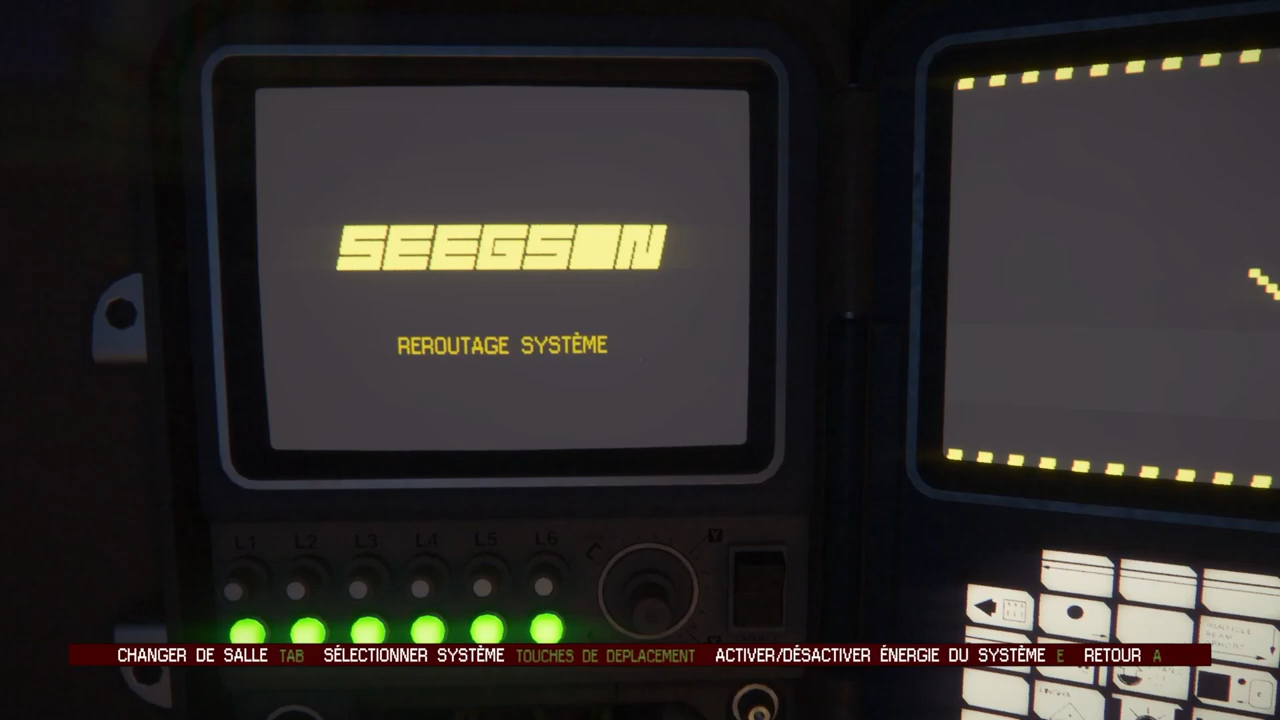 SEEGSON
REROUTAGE SYSTÈME
L1 L2 L3 L4 L5 L6
CHANGER DE SALLE TAB SÉLECTIONNER SYSTÈME TOUCHES DE DEPLACEMENT ACTIVER/DÉSACTIVER ÉNERGIE DU SYSTÈME E RETOUR A